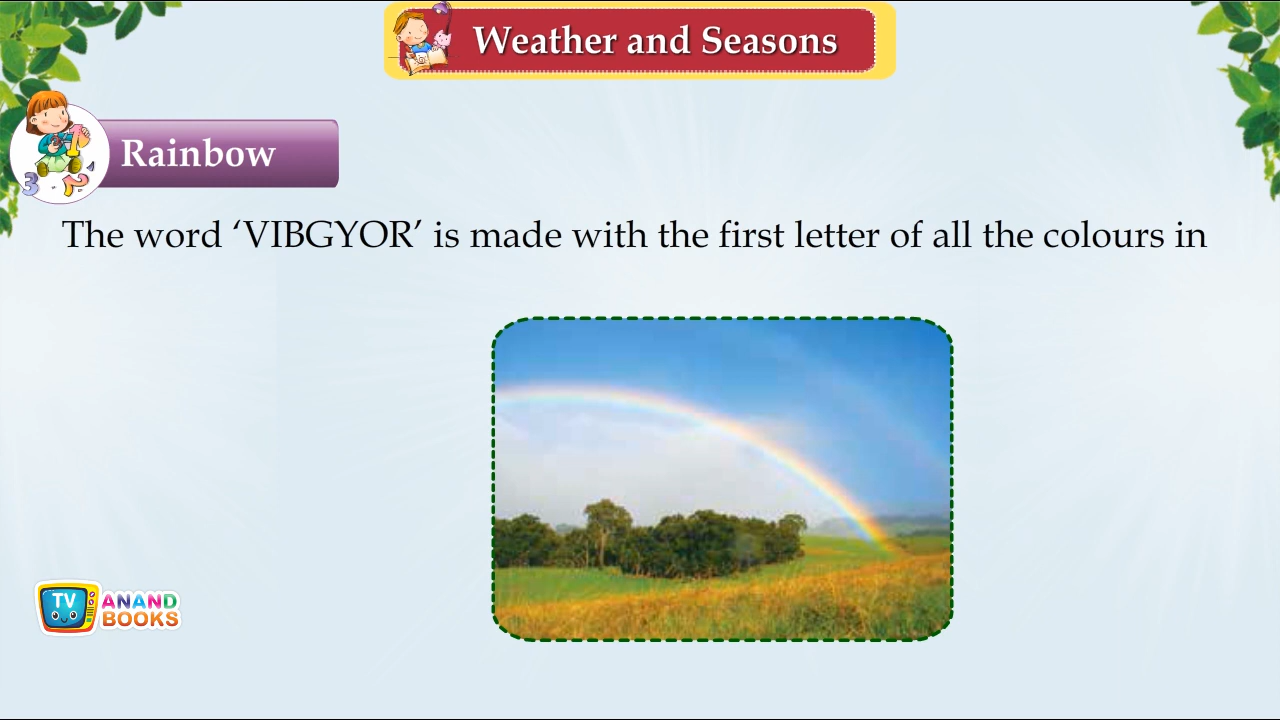 Weather and Seasons
Rainbow
The word ‘VIBGYOR’ is made with the first letter of all the colours in
TV
ANAND
BOOKS